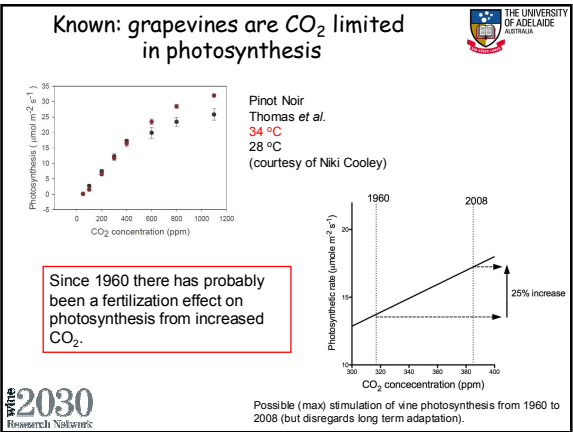 Known: grapevines are CO2 limited
in photosynthesis
THE UNIVERSITY
OF ADELAIDE
AUSTRALIA
35
30
25
20
15
10
5
0
-5
Photosynthesis ( μmol m-2 s-1 )
0 200 400 600 800 1000 1200
CO2 concentration (ppm)
Pinot Noir
Thomas et al.
34 ºC
28 ºC
(courtesy of Niki Cooley)
Since 1960 there has probably
been a fertilization effect on
photosynthesis from increased
CO2.
1960 2008
20
15
10
Photosynthetic rate (μmole m-2 s-1)
25% increase
300 320 340 360 380 400
CO2 cencecentration (ppm)
Possible (max) stimulation of vine photosynthesis from 1960 to
2008 (but disregards long term adaptation).
wine 2030
Research Network